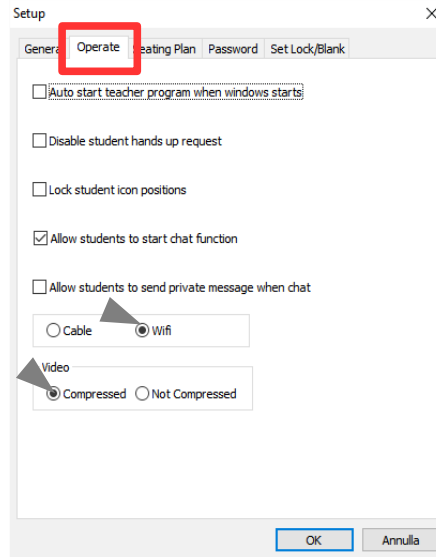 Setup
General Operate Seating Plan Password Set Lock/Blank
Auto start teacher program when windows starts
Disable student hands up request
Lock student icon positions
Allow students to start chat function
Allow students to send private message when chat
Cable Wifi
Video
Compressed Not Compressed
OK Annulla